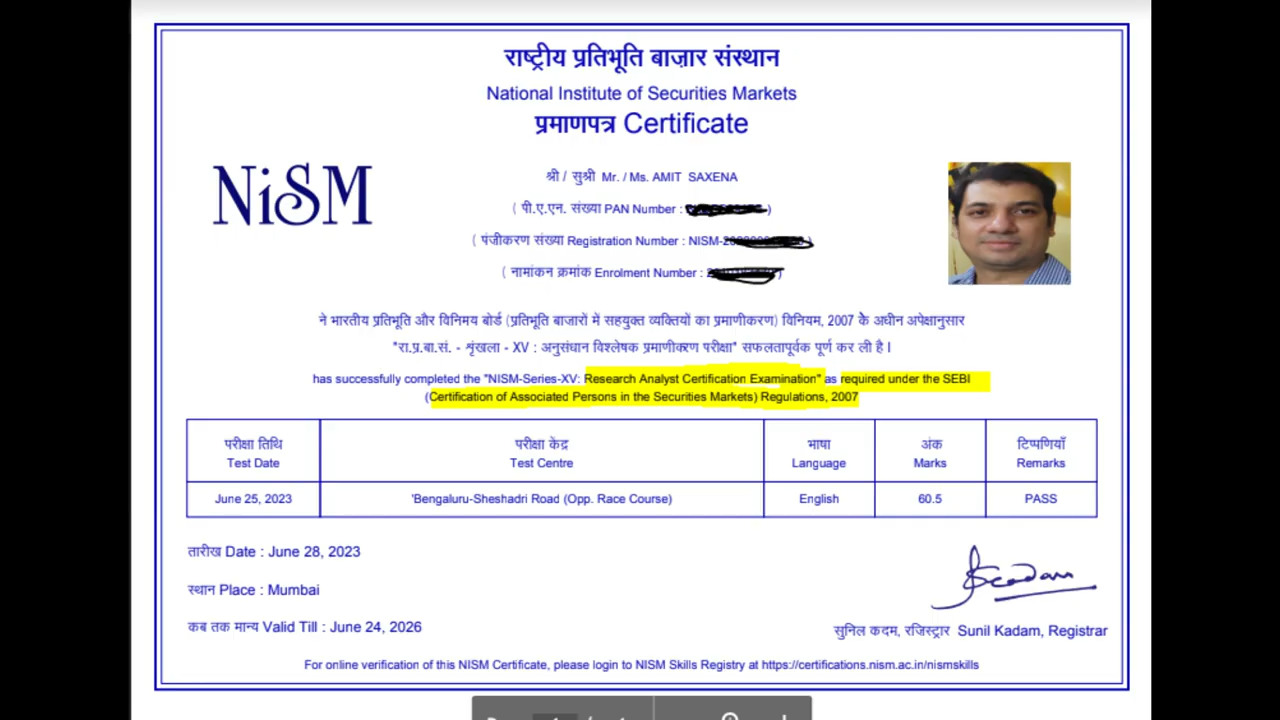 राष्ट्रीय प्रतिभूति बाज़ार संस्थान
National Institute of Securities Markets
प्रमाणपत्र Certificate
NiSM
श्री / सुश्री Mr. / Ms. AMIT SAXENA
( पी.ए.एन. संख्या PAN Number : )
( पंजीकरण संख्या Registration Number : NISM-2 )
( नामांकन क्रमांक Enrolment Number : )
ने भारतीय प्रतिभूति और विनिमय बोर्ड (प्रतिभूति बाजारों में सहयुक्त व्यक्तियों का प्रमाणीकरण) विनियम, 2007 के अधीन अपेक्षानुसार
"रा.प्र.बा.सं. - शृंखला - XV : अनुसंधान विश्लेषक प्रमाणीकरण परीक्षा" सफलतापूर्वक पूर्ण कर ली है।
has successfully completed the "NISM-Series-XV: Research Analyst Certification Examination" as required under the SEBI
(Certification of Associated Persons in the Securities Markets) Regulations, 2007
परीक्षा तिथि परीक्षा केंद्र भाषा अंक टिप्पणियाँ
Test Date Test Centre Language Marks Remarks
June 25, 2023 'Bengaluru-Sheshadri Road (Opp. Race Course) English 60.5 PASS
तारीख Date : June 28, 2023
स्थान Place : Mumbai
कब तक मान्य Valid Till : June 24, 2026
सुनिल कदम, रजिस्ट्रार Sunil Kadam, Registrar
For online verification of this NISM Certificate, please login to NISM Skills Registry at https://certifications.nism.ac.in/nismskills